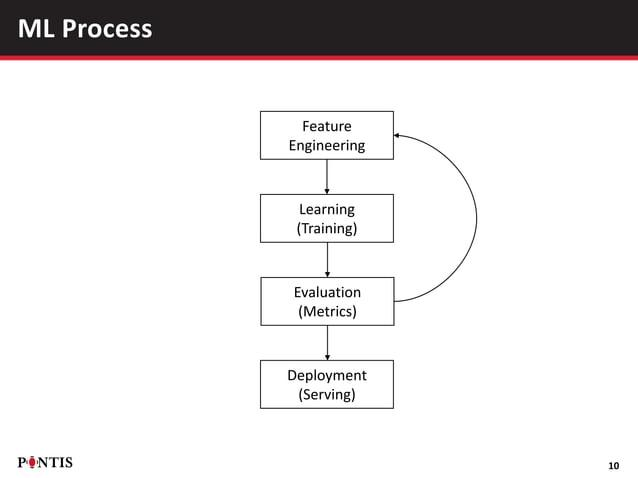 ML Process
Feature
Engineering
Learning
(Training)
Evaluation
(Metrics)
Deployment
(Serving)
PONTIS
10